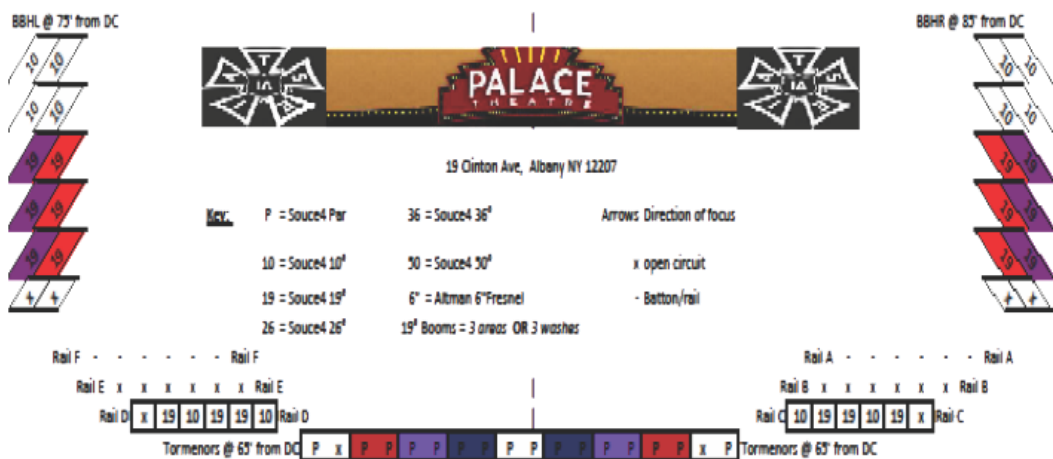 BBHL @ 75' from DC
BBHR @ 85' from DC
10 10
10 10
19 19
19 19
19 19
x x
10 10
10 10
19 19
19 19
19 19
x x
PALACE
THEATRE
19 Clinton Ave, Albany NY 12207
Key: P = Souce4 Par 36 = Souce4 36° Arrows Direction of focus
10 = Souce4 10° 50 = Souce4 50° x open circuit
19 = Souce4 19° 6" = Altman 6"Fresnel - Batton/rail
26 = Souce4 26° 19° Booms = 3 areas OR 3 washes
Rail F - - - - - - Rail F
Rail A - - - - - - Rail A
Rail E x x x x x x Rail E
Rail B x x x x x x Rail B
Rail D x 19 10 19 19 10 Rail D
Rail C 10 19 19 10 19 x Rail C
Tormenors @ 65' from DC P x P P P P P P P P P P P P P P x P Tormenors @ 65' from DC